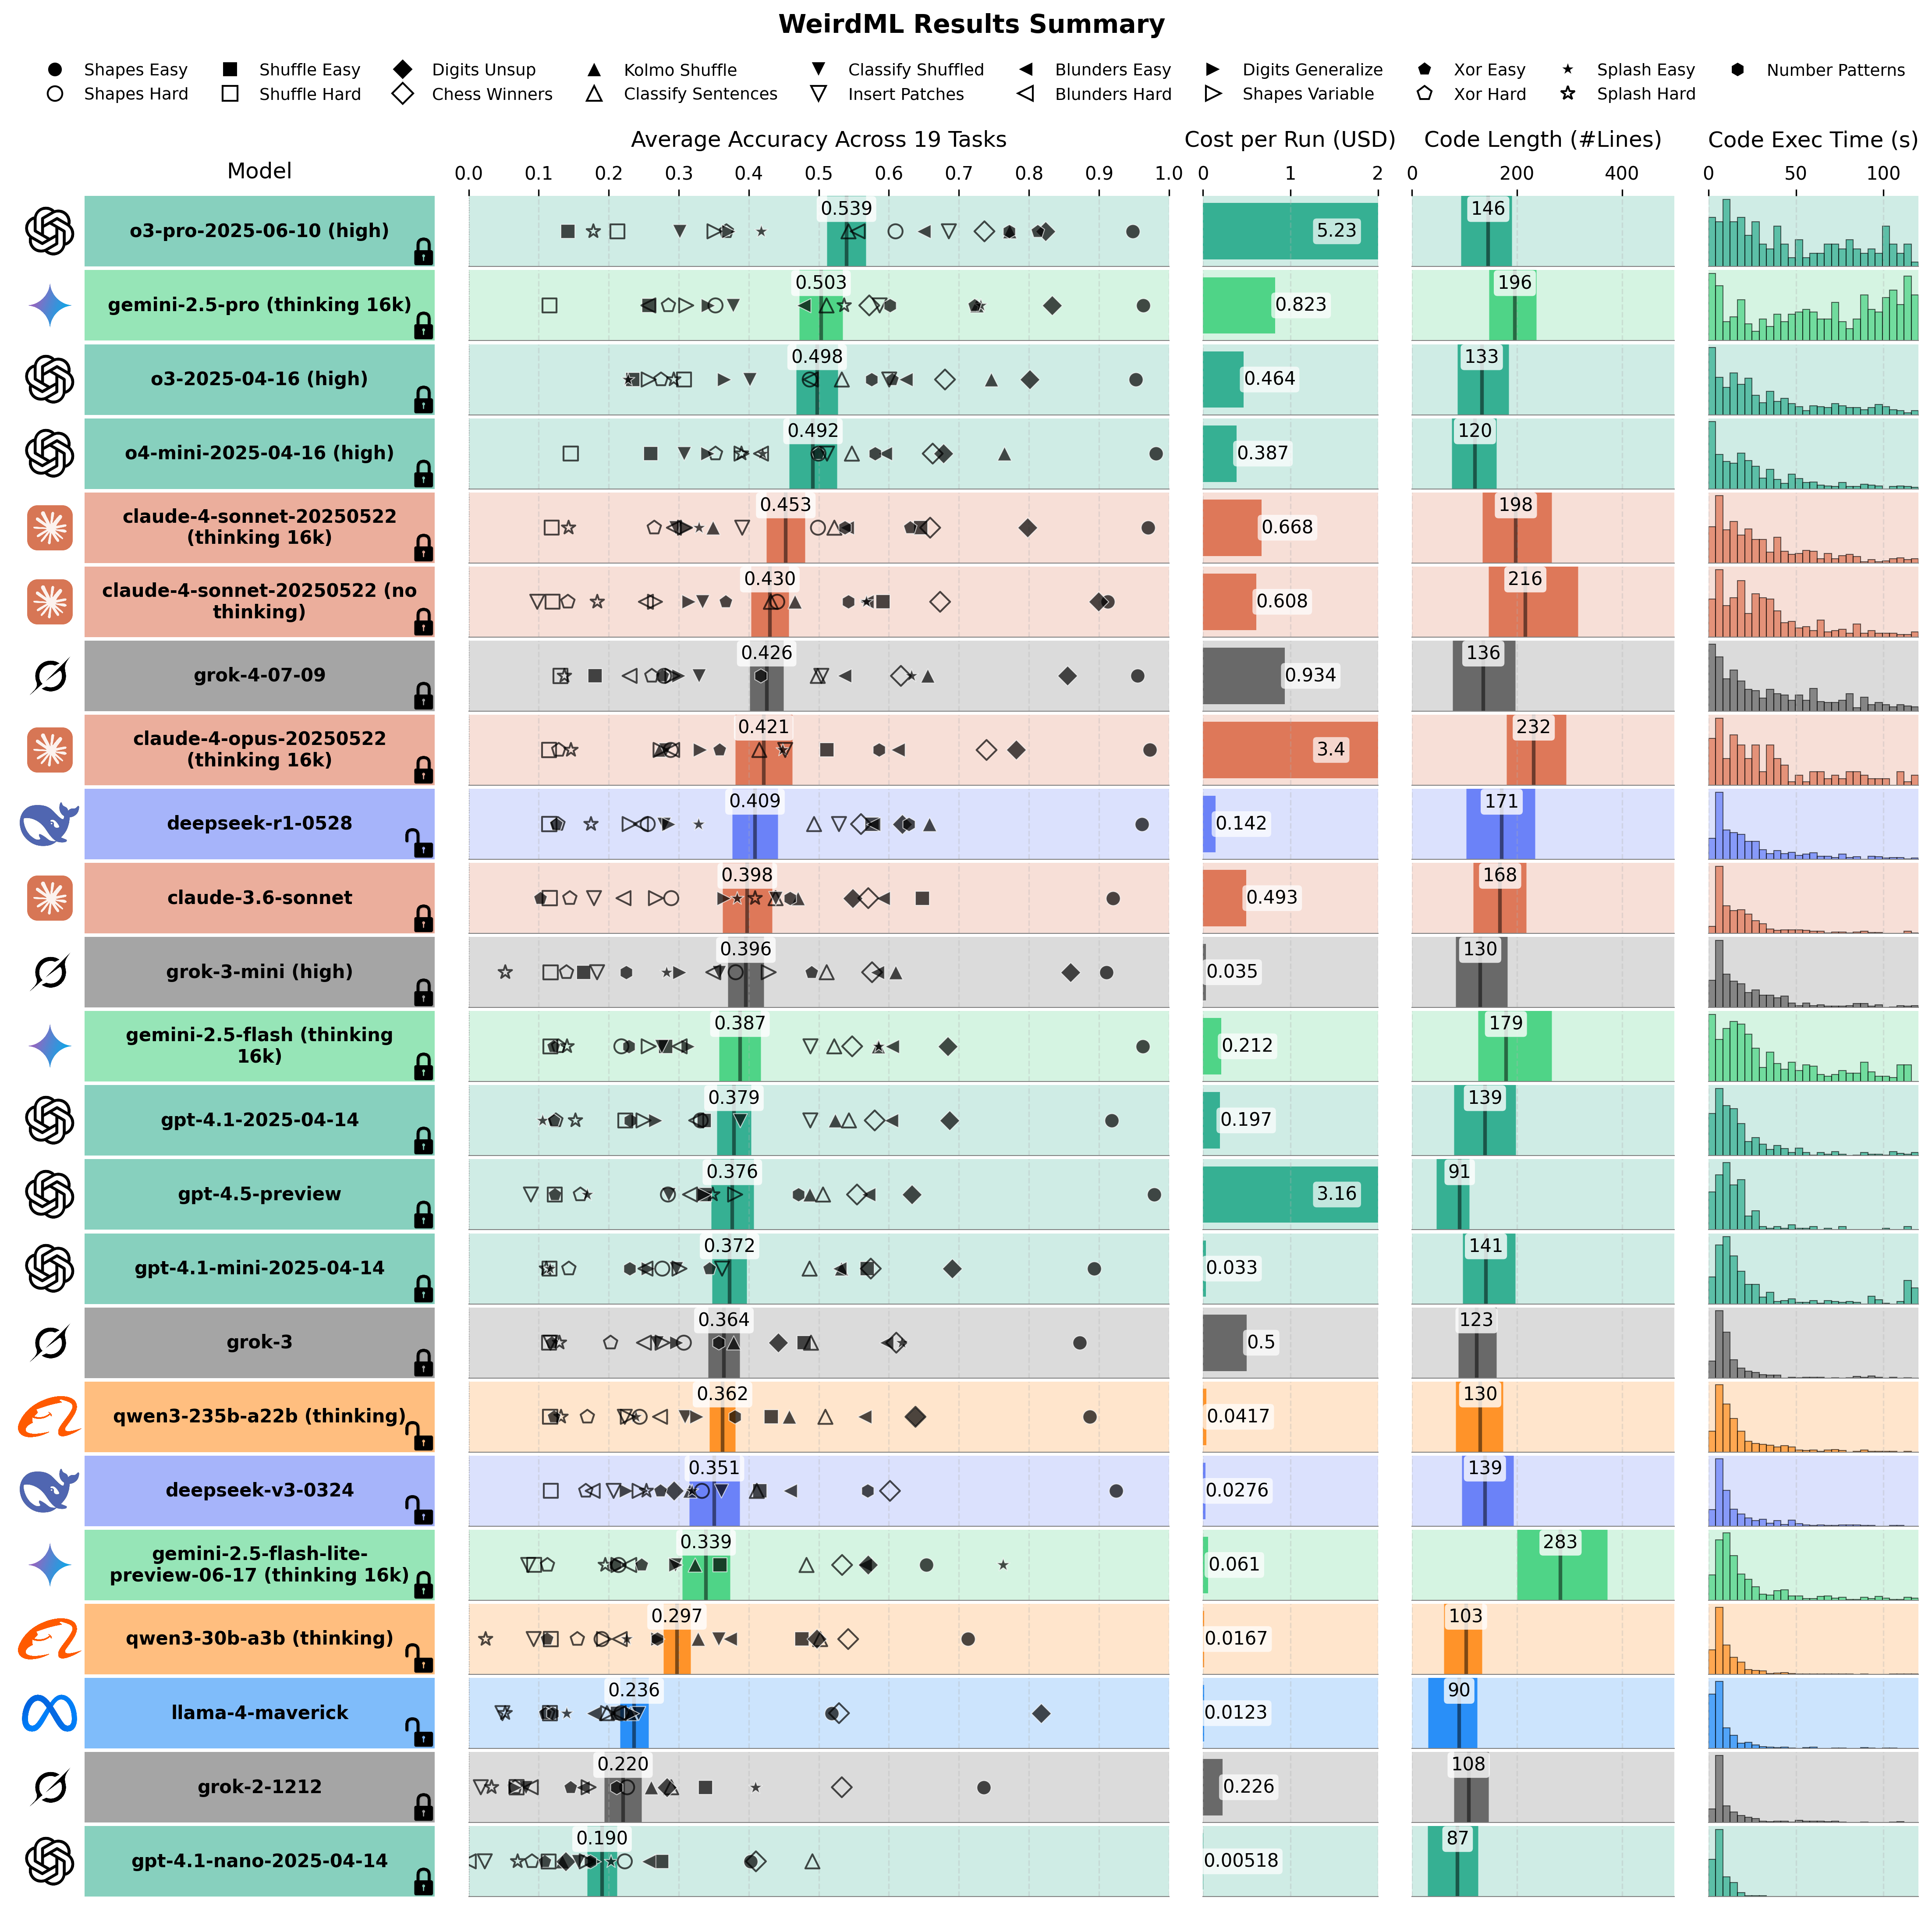 WeirdML Results Summary
Shapes Easy Shuffle Easy Digits Unsup Kolmo Shuffle Classify Shuffled Blunders Easy Digits Generalize Xor Easy Splash Easy Number Patterns
Shapes Hard Shuffle Hard Chess Winners Classify Sentences Insert Patches Blunders Hard Shapes Variable Xor Hard Splash Hard
Model Average Accuracy Across 19 Tasks Cost per Run (USD) Code Length (#Lines) Code Exec Time (s)
0.0 0.1 0.2 0.3 0.4 0.5 0.6 0.7 0.8 0.9 1.0 0 1 2 0 200 400 0 50 100
o3-pro-2025-06-10 (high) 0.539 5.23 146
gemini-2.5-pro (thinking 16k) 0.503 0.823 196
o3-2025-04-16 (high) 0.498 0.464 133
o4-mini-2025-04-16 (high) 0.492 0.387 120
claude-4-sonnet-20250522
(thinking 16k) 0.453 0.668 198
claude-4-sonnet-20250522 (no
thinking) 0.430 0.608 216
grok-4-07-09 0.426 0.934 136
claude-4-opus-20250522
(thinking 16k) 0.421 3.4 232
deepseek-r1-0528 0.409 0.142 171
claude-3.6-sonnet 0.398 0.493 168
grok-3-mini (high) 0.396 0.035 130
gemini-2.5-flash (thinking
16k) 0.387 0.212 179
gpt-4.1-2025-04-14 0.379 0.197 139
gpt-4.5-preview 0.376 3.16 91
gpt-4.1-mini-2025-04-14 0.372 0.033 141
grok-3 0.364 0.5 123
qwen3-235b-a22b (thinking) 0.362 0.0417 130
deepseek-v3-0324 0.351 0.0276 139
gemini-2.5-flash-lite-
preview-06-17 (thinking 16k) 0.339 0.061 283
qwen3-30b-a3b (thinking) 0.297 0.0167 103
llama-4-maverick 0.236 0.0123 90
grok-2-1212 0.220 0.226 108
gpt-4.1-nano-2025-04-14 0.190 0.00518 87